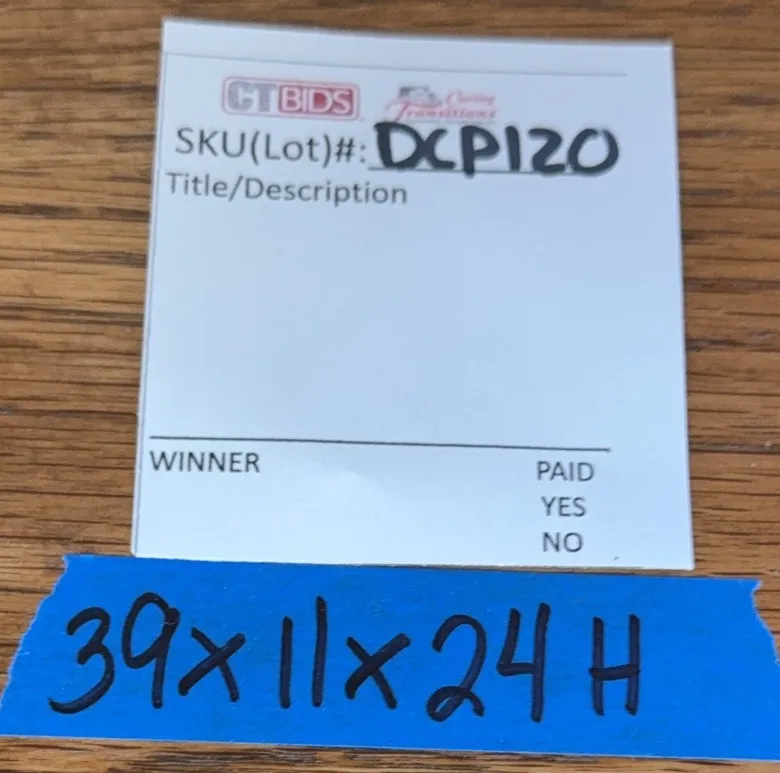 CTBIDS Caring Transitions
SKU(Lot)#: DCP120
Title/Description
WINNER PAID
YES
NO
39x11x24 H